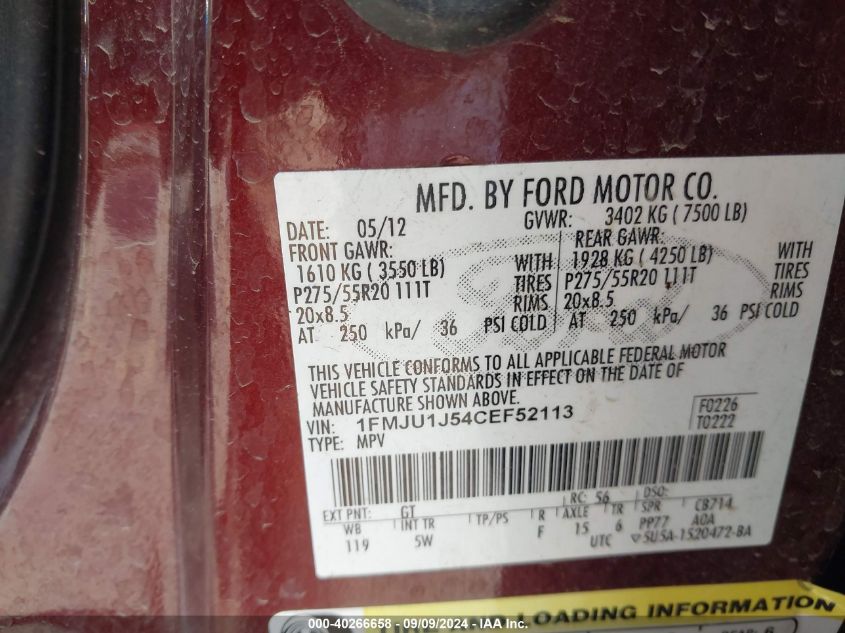 MFD. BY FORD MOTOR CO.
DATE: 05/12 GVWR: 3402 KG ( 7500 LB)
FRONT GAWR: REAR GAWR:
1610 KG ( 3550 LB) WITH 1928 KG ( 4250 LB) WITH
P275/55R20 111T TIRES P275/55R20 111T TIRES
20x8.5 RIMS 20x8.5 RIMS
AT 250 kPa/ 36 PSI COLD AT 250 kPa/ 36 PSI COLD
THIS VEHICLE CONFORMS TO ALL APPLICABLE FEDERAL MOTOR
VEHICLE SAFETY STANDARDS IN EFFECT ON THE DATE OF
MANUFACTURE SHOWN ABOVE.
VIN: 1FMJU1J54CEF52113 F0226
TYPE: MPV T0222
EXT PNT: GT RC: 56 DSO:
WB INT TR TP/PS R AXLE TR SPR CB714
119 5W F 15 6 PP77 AOA
UTC 5U5A-1520472-BA
TIRE AND LOADING INFORMATION
000-40266658 - 09/09/2024 - IAA Inc.